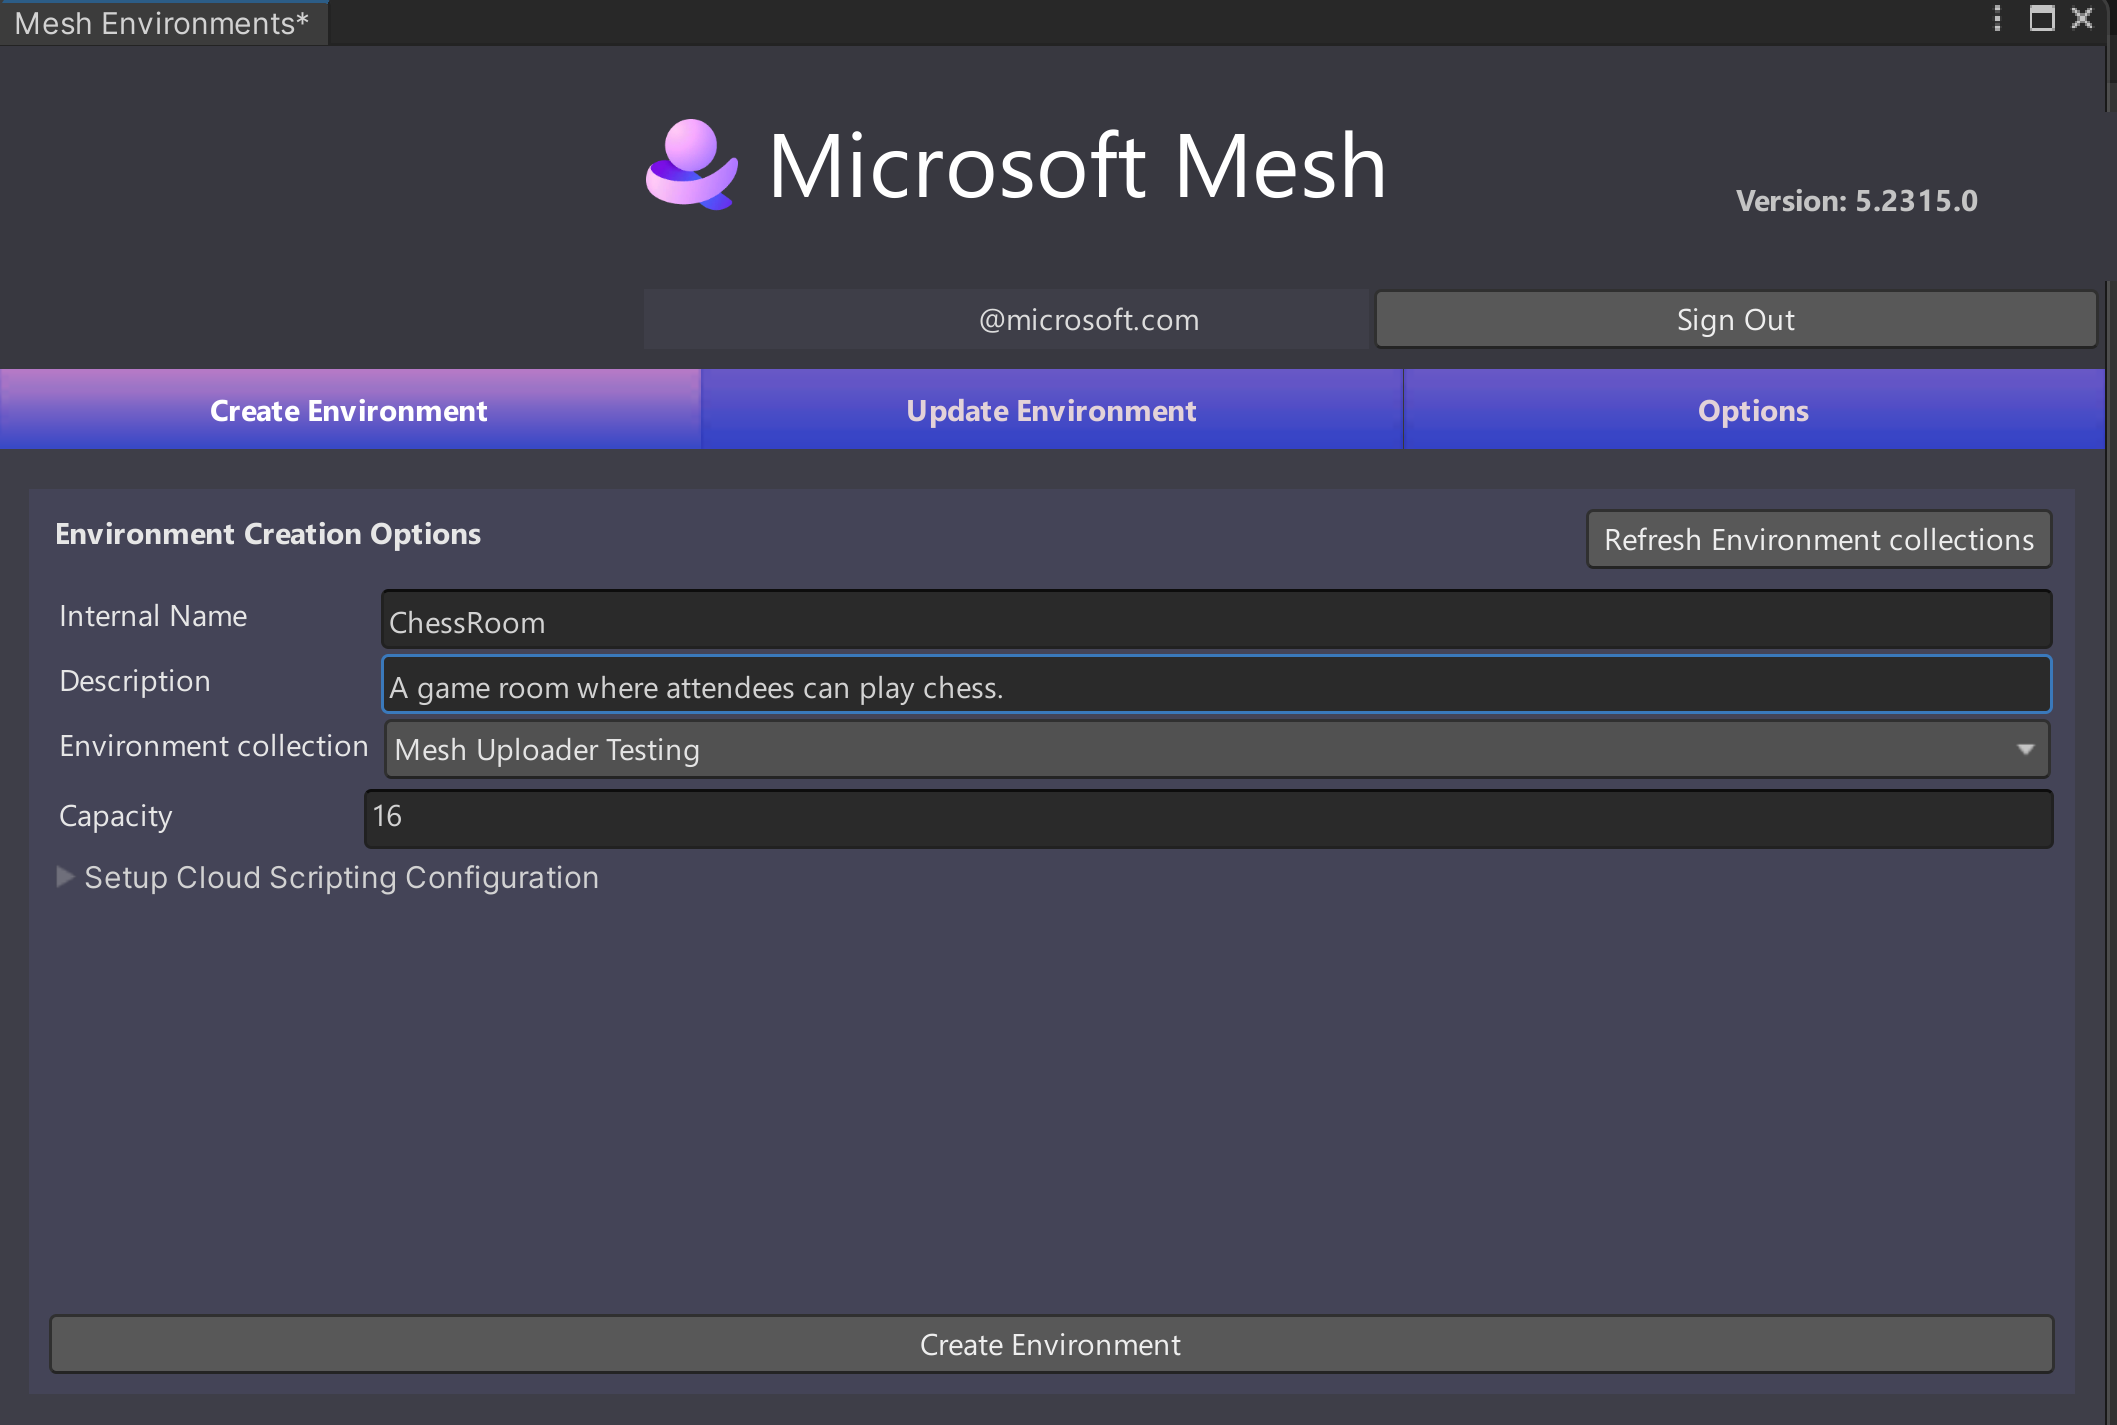 Mesh Environments*
Microsoft Mesh
Version: 5.2315.0
@microsoft.com
Sign Out
Create Environment
Update Environment
Options
Environment Creation Options
Refresh Environment collections
Internal Name
ChessRoom
Description
A game room where attendees can play chess.
Environment collection
Mesh Uploader Testing
Capacity
16
Setup Cloud Scripting Configuration
Create Environment